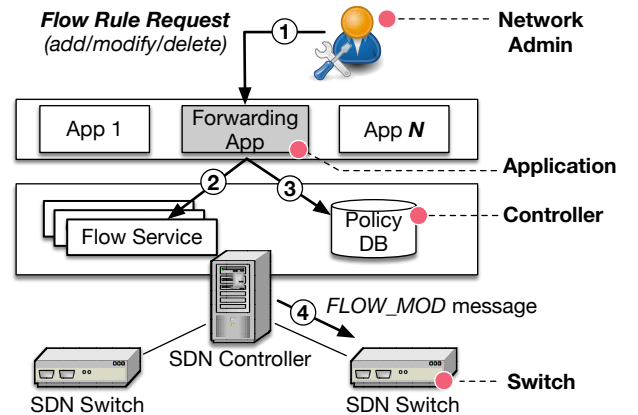 Flow Rule Request
(add/modify/delete)
1
Network
Admin
App 1
Forwarding
App
App N
Application
2
3
Controller
Flow Service
Policy
DB
4
FLOW_MOD message
SDN Controller
Switch
SDN Switch
SDN Switch